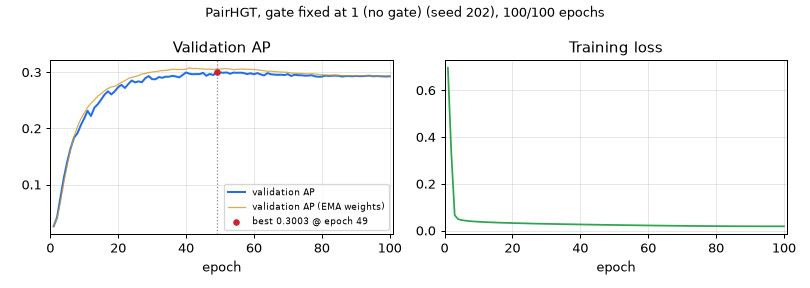 PairHGT, gate fixed at 1 (no gate) (seed 202), 100/100 epochs
Validation AP
0.3
0.2
0.1
0 20 40 60 80 100
epoch
validation AP
validation AP (EMA weights)
best 0.3003 @ epoch 49
Training loss
0.6
0.4
0.2
0.0
0 20 40 60 80 100
epoch